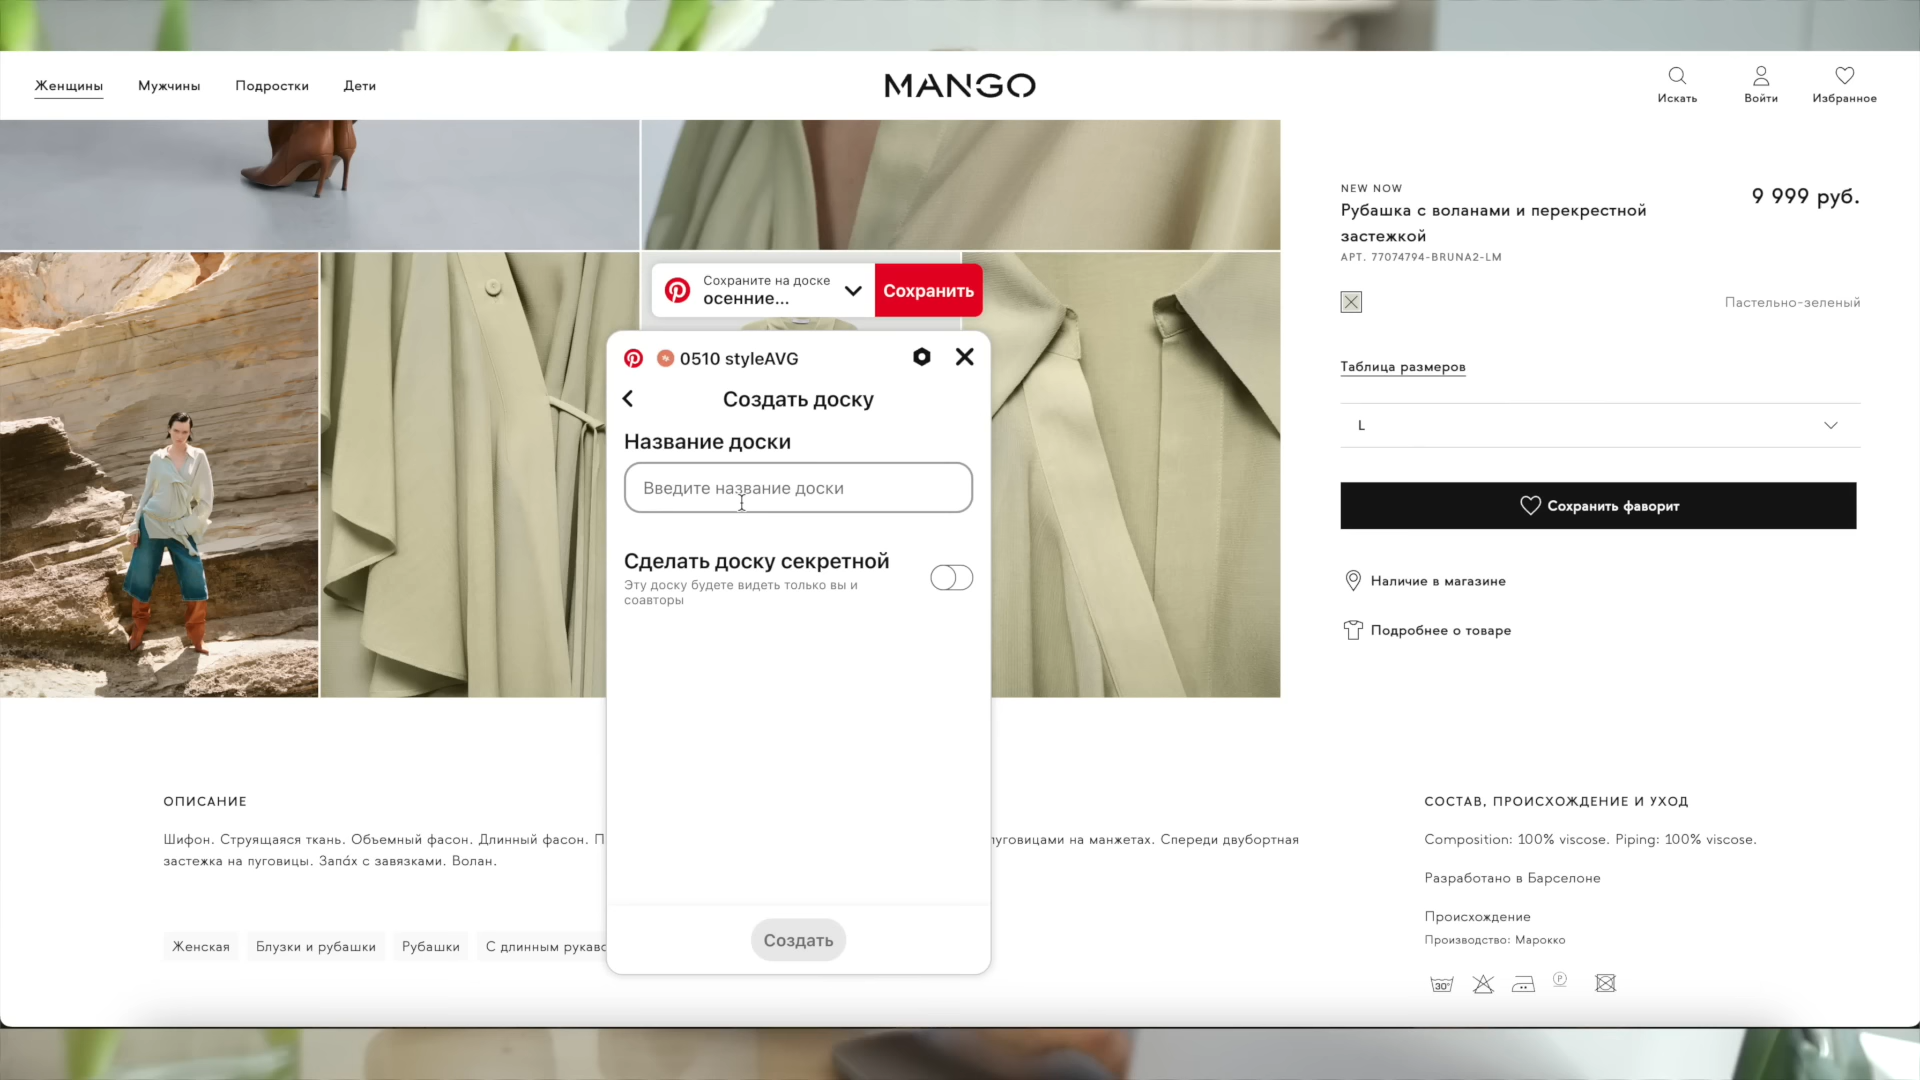 Женщины
Мужчины
Подростки
Дети
MANGO
Искать
Войти
Избранное
NEW NOW
Рубашка с воланами и перекрестной
застежкой
9 999 руб.
АРТ. 77074794-BRUNA2-LM
Пастельно-зеленый
Таблица размеров
L
Сохранить фаворит
Наличие в магазине
Подробнее о товаре
Сохраните на доске
осенние...
Сохранить
0510 styleAVG
Создать доску
Название доски
Введите название доски
Сделать доску секретной
Эту доску будете видеть только вы и
соавторы
Создать
ОПИСАНИЕ
Шифон. Струящаяся ткань. Объемный фасон. Длинный фасон. П
уговицами на манжетах. Спереди двубортная
застежка на пуговицы. Запáх с завязками. Волан.
Женская
Блузки и рубашки
Рубашки
С длинным рукаво
СОСТАВ, ПРОИСХОЖДЕНИЕ И УХОД
Composition: 100% viscose. Piping: 100% viscose.
Разработано в Барселоне
Происхождение
Производство: Марокко
30°
P